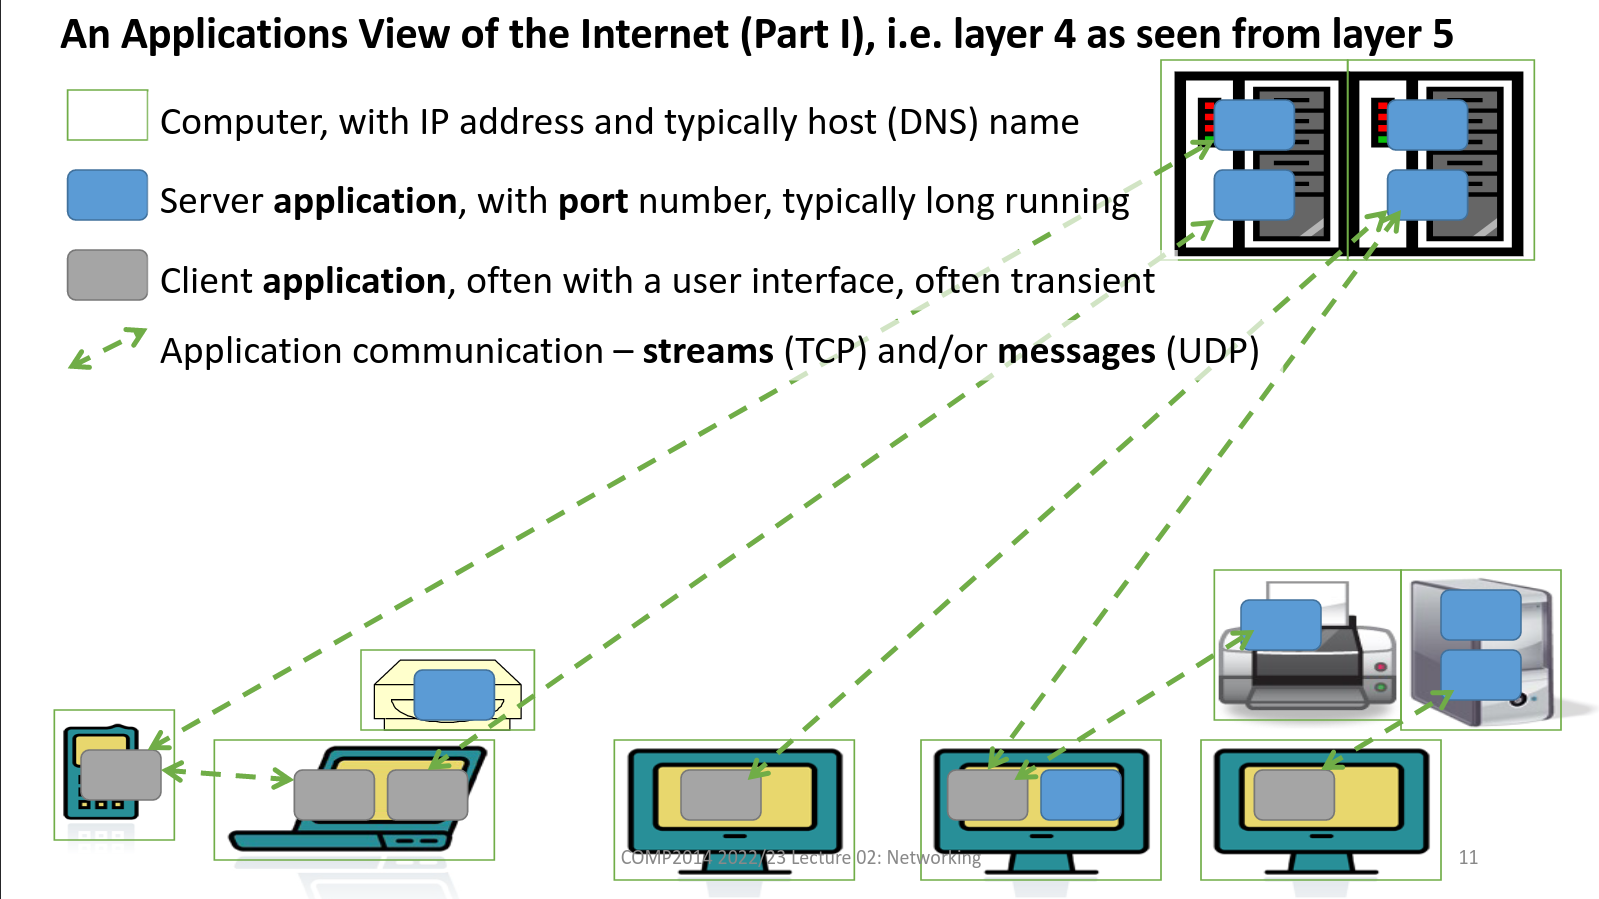 An Applications View of the Internet (Part I), i.e. layer 4 as seen from layer 5
Computer, with IP address and typically host (DNS) name
Server application, with port number, typically long running
Client application, often with a user interface, often transient
Application communication – streams (TCP) and/or messages (UDP)
COMP2014 2022/23 Lecture 02: Networking
11